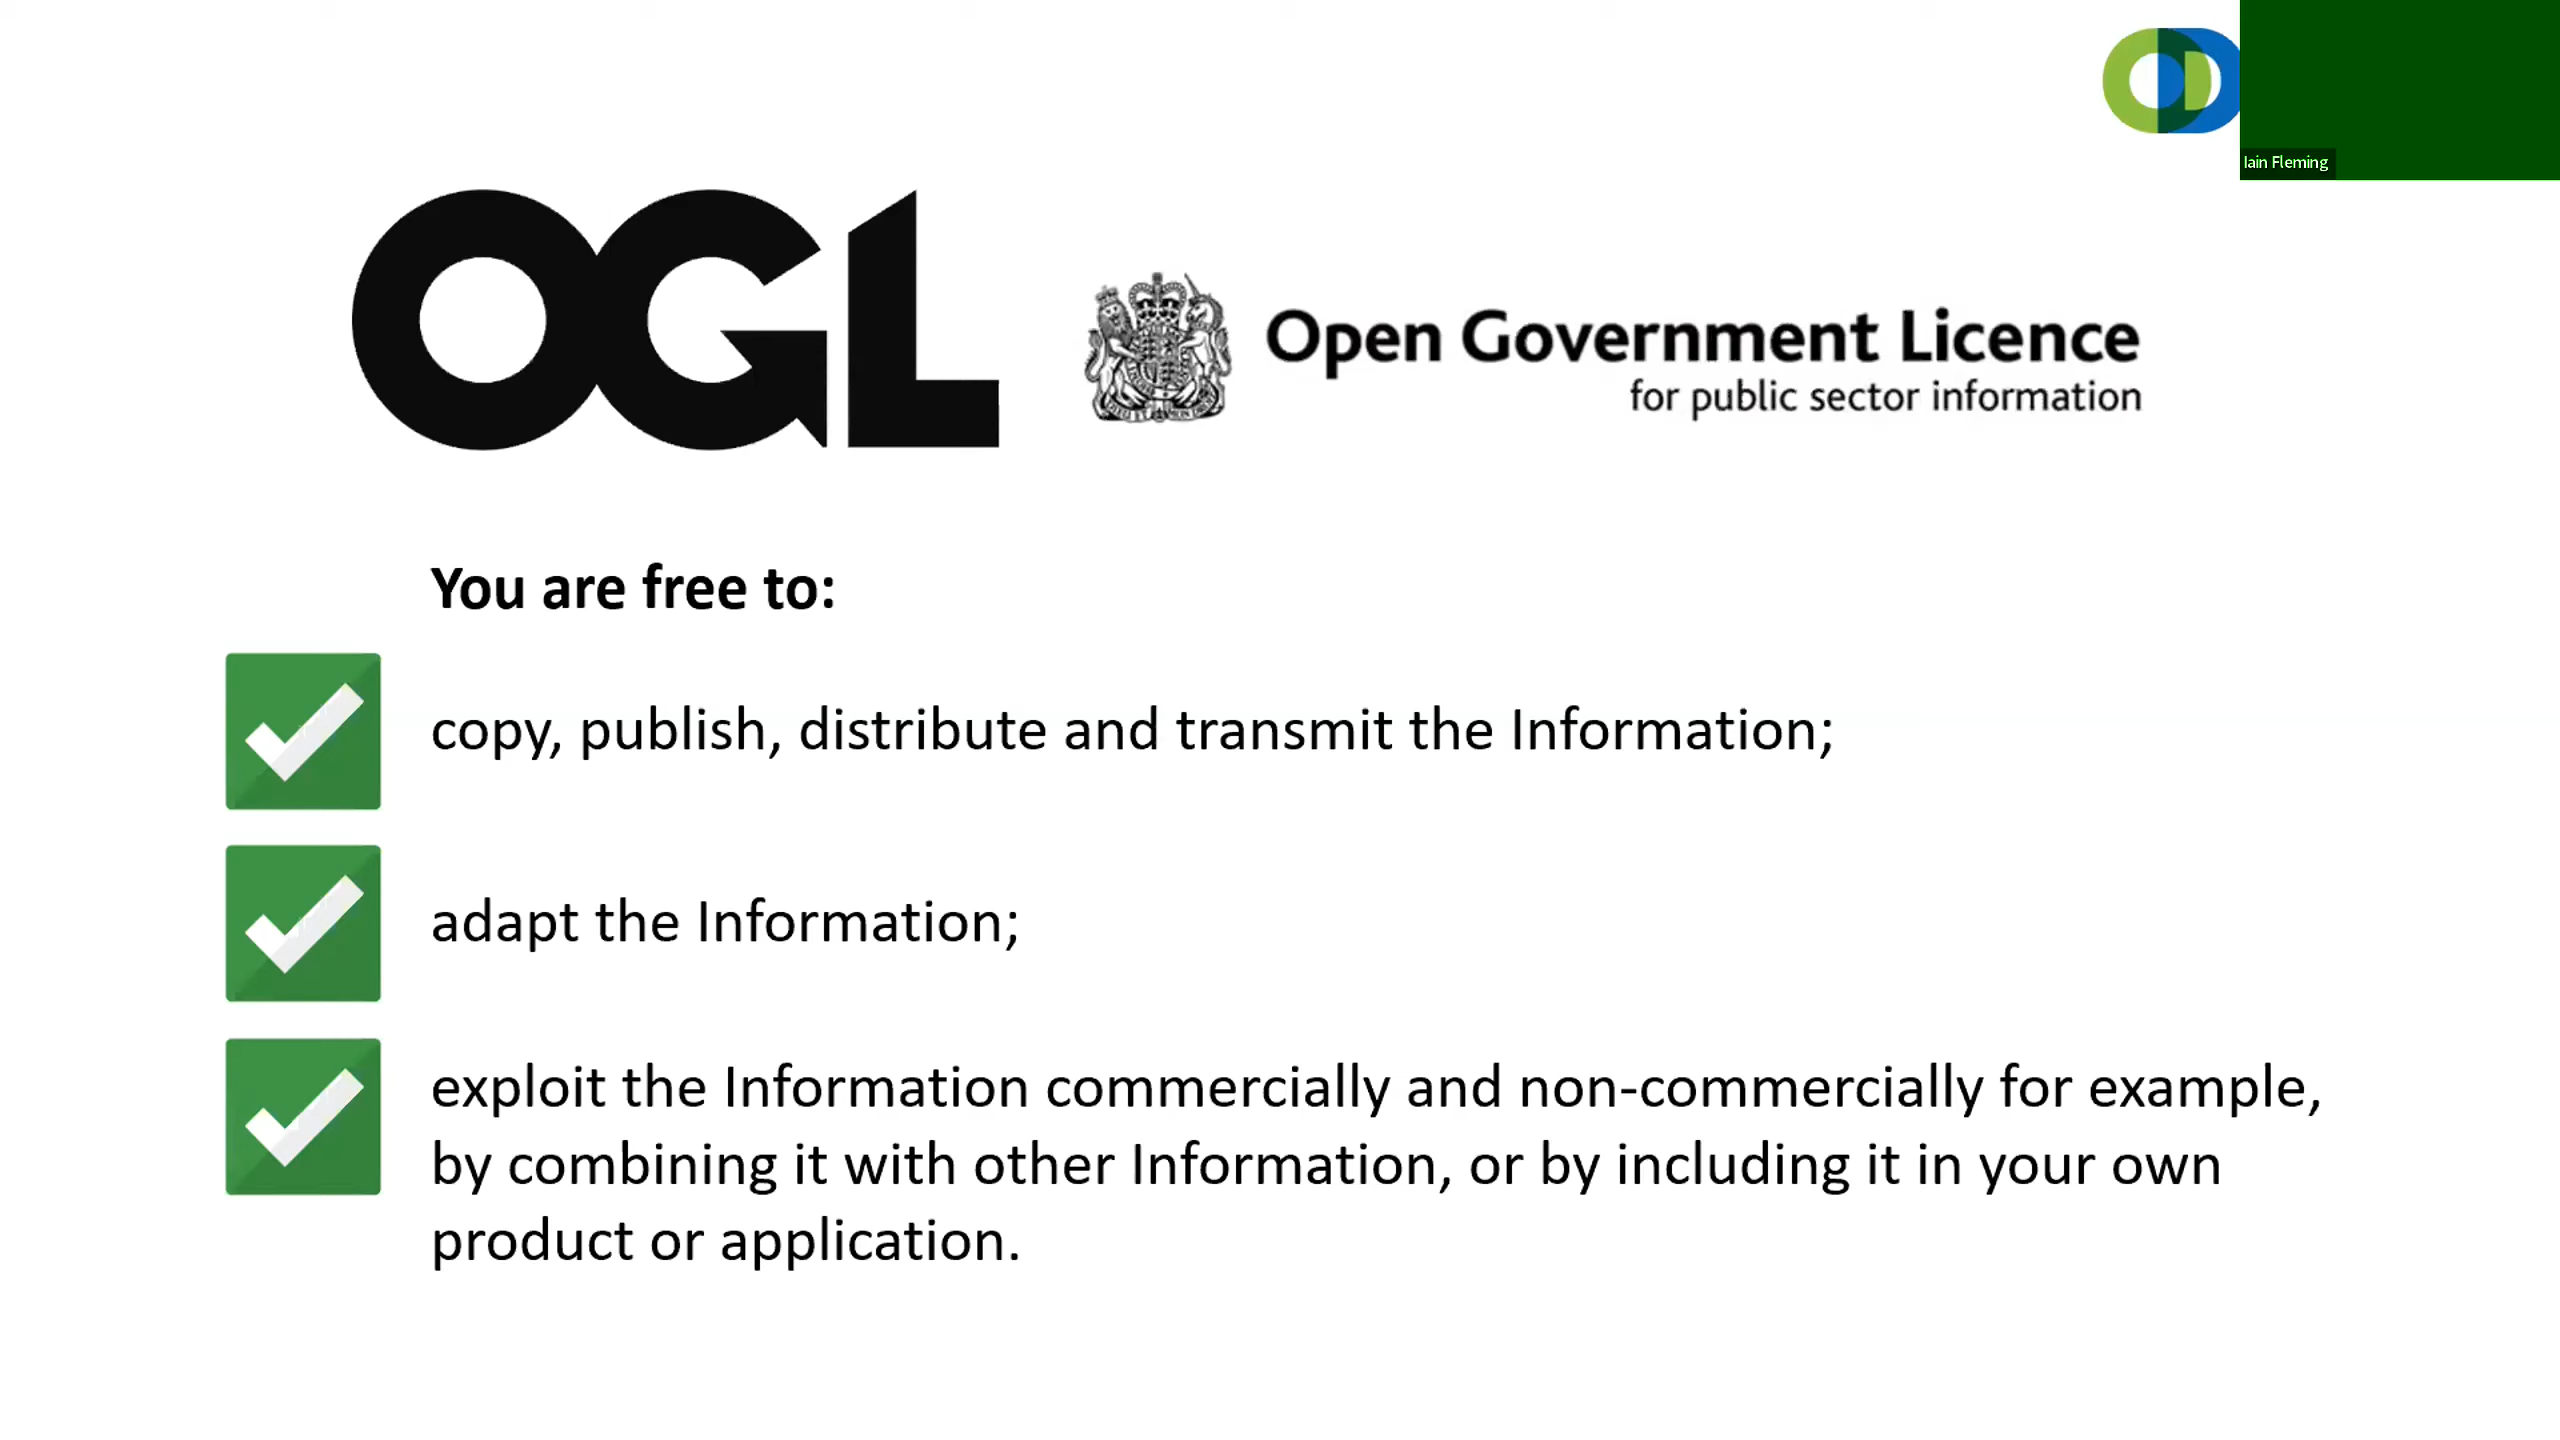 Iain Fleming
OGL
Open Government Licence
for public sector information
You are free to:
copy, publish, distribute and transmit the Information;
adapt the Information;
exploit the Information commercially and non-commercially for example,
by combining it with other Information, or by including it in your own
product or application.